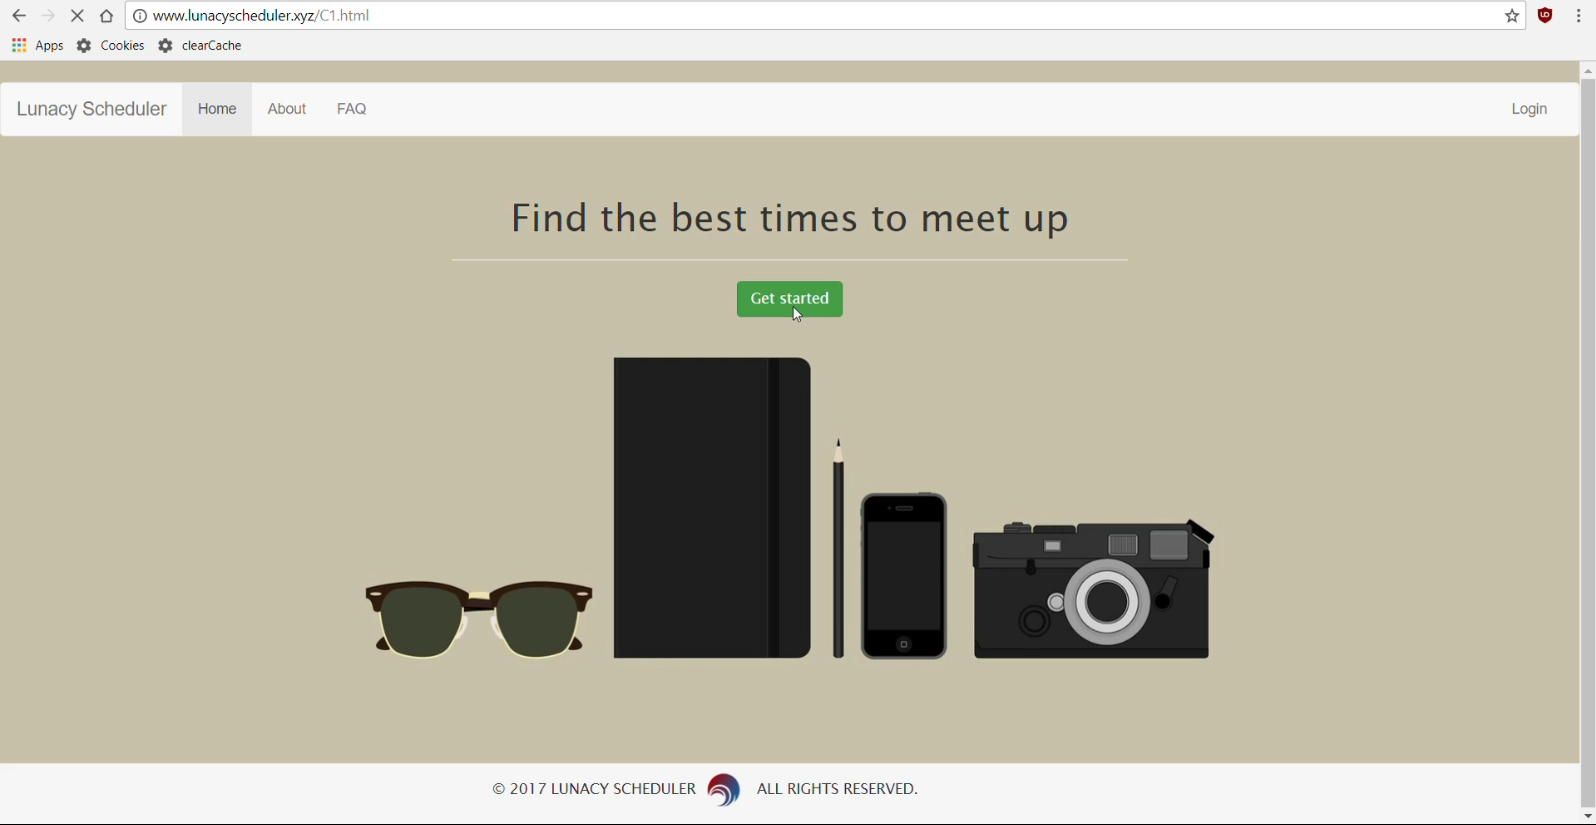 www.lunacyscheduler.xyz/C1.html
Apps Cookies clearCache
Lunacy Scheduler Home About FAQ Login
Find the best times to meet up
Get started
© 2017 LUNACY SCHEDULER ALL RIGHTS RESERVED.